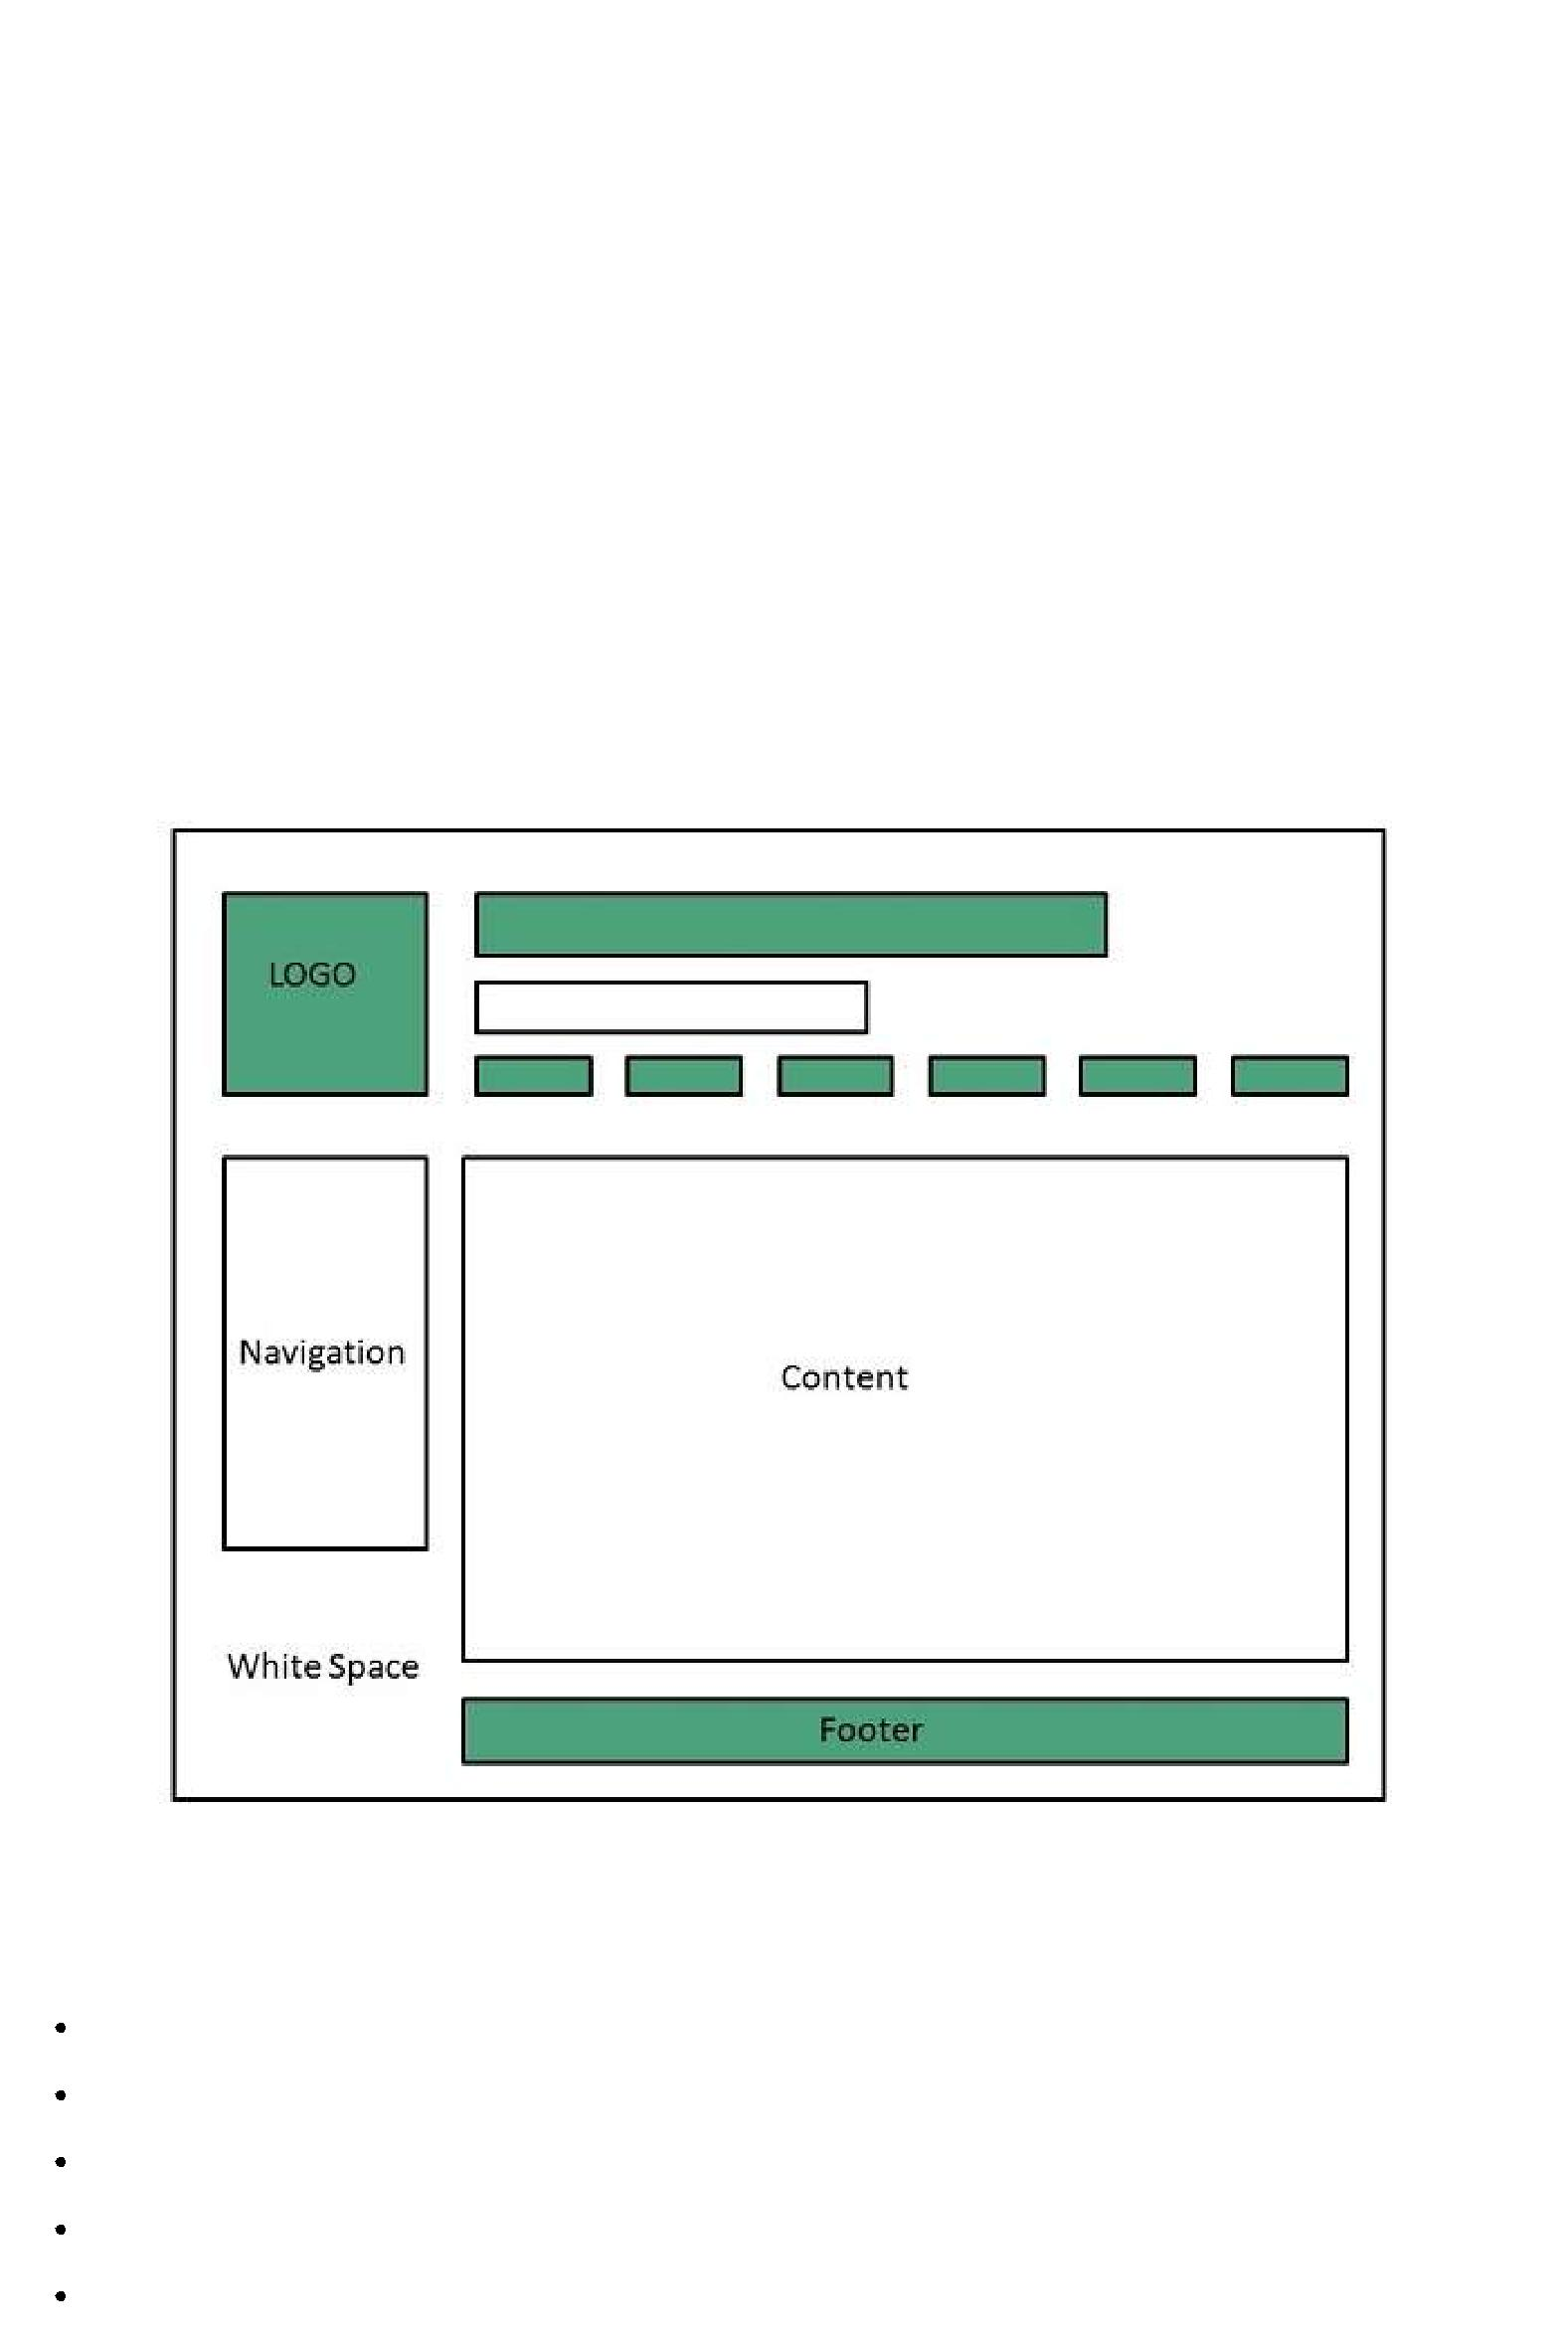 LOGO
Navigation
Content
White Space
Footer